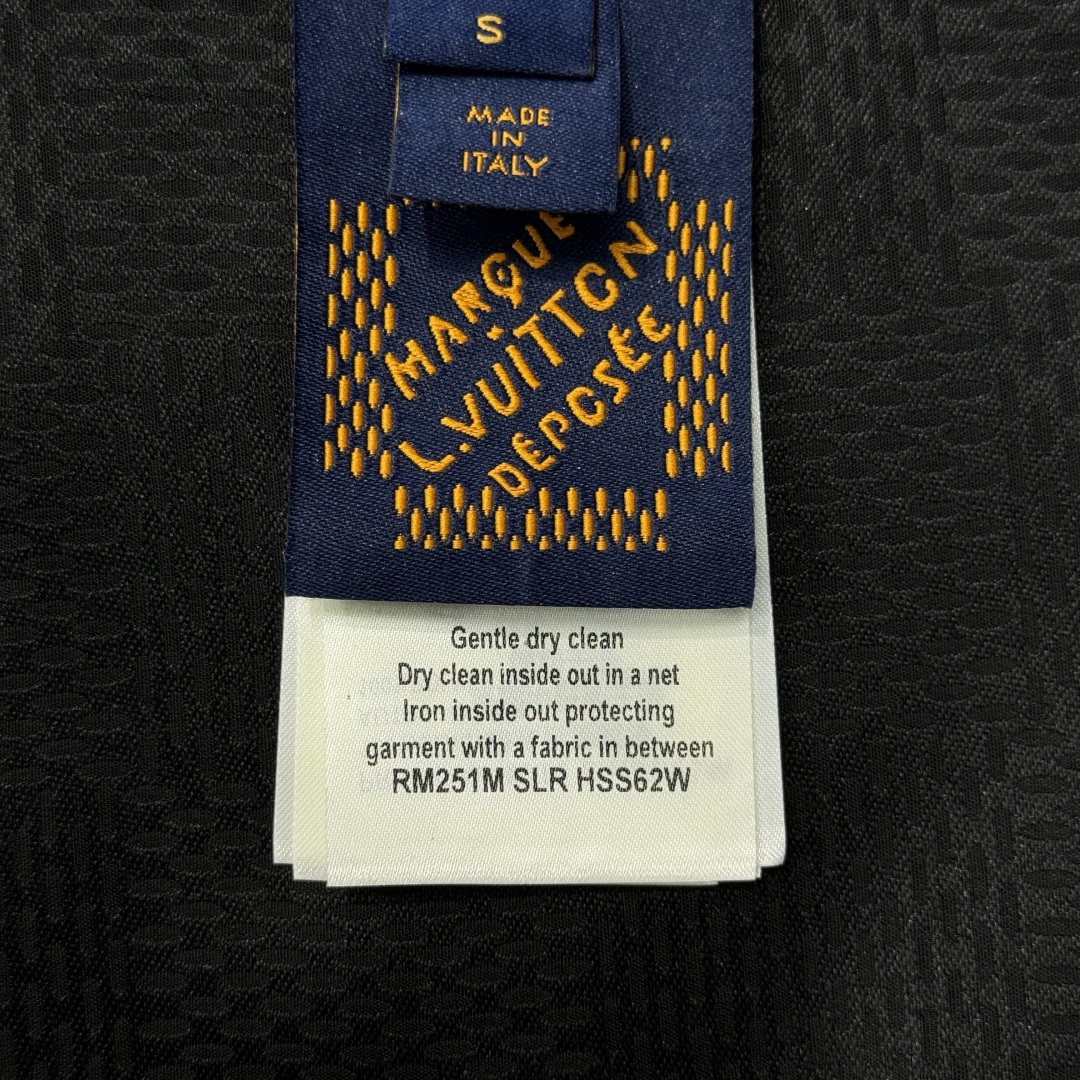 S
MADE
IN
ITALY
MARQUE
L.VUITTON
DÉPOSÉE
Gentle dry clean
Dry clean inside out in a net
Iron inside out protecting
garment with a fabric in between
RM251M SLR HSS62W